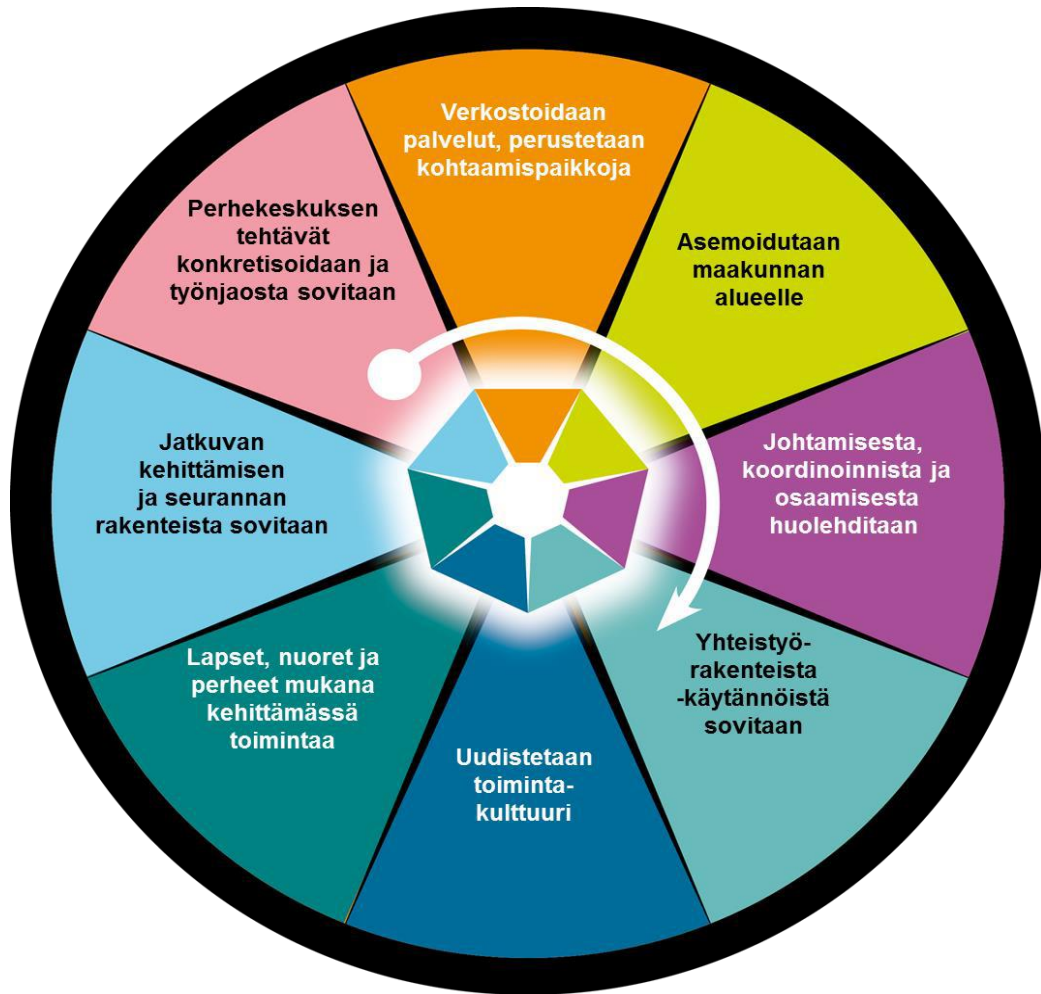 Verkostoidaan
palvelut, perustetaan
kohtaamispaikkoja
Asemoidutaan
maakunnan
alueelle
Johtamisesta,
koordinoinnista ja
osaamisesta
huolehditaan
Yhteistyö-
rakenteista
-käytännöistä
sovitaan
Uudistetaan
toiminta-
kulttuuri
Lapset, nuoret ja
perheet mukana
kehittämässä
toimintaa
Jatkuvan
kehittämisen
ja seurannan
rakenteista sovitaan
Perhekeskuksen
tehtävät
konkretisoidaan ja
työnjaosta sovitaan